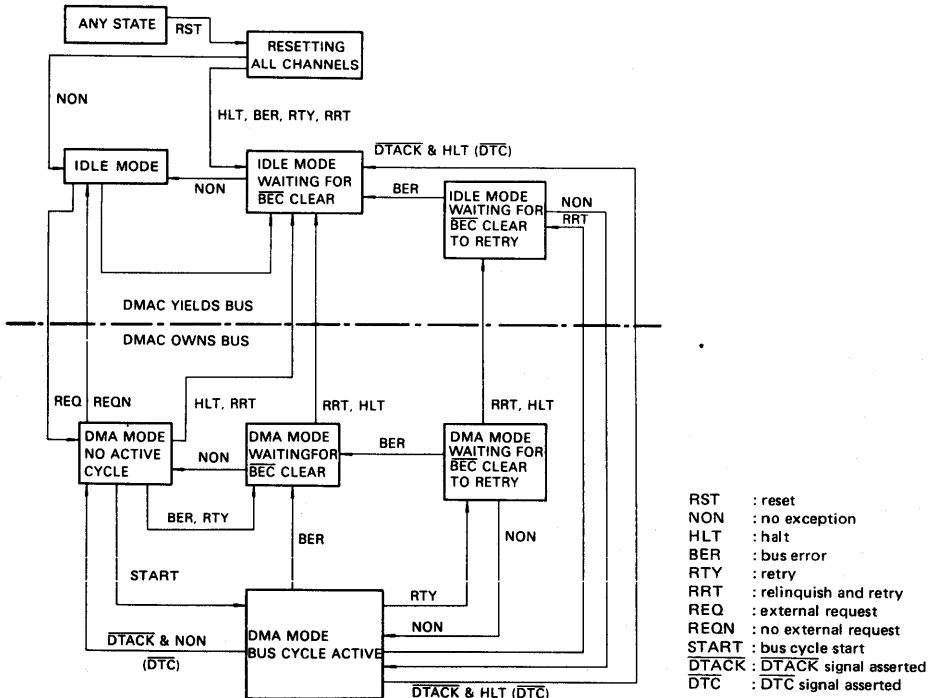 ANY STATE
RST
RESETTING
ALL CHANNELS
NON
HLT, BER, RTY, RRT
DTACK & HLT (DTC)
IDLE MODE
NON
IDLE MODE
WAITING FOR
BEC CLEAR
BER
IDLE MODE
WAITING FOR
BEC CLEAR
TO RETRY
NON
RRT
DMAC YIELDS BUS
DMAC OWNS BUS
REQ
REQN
HLT, RRT
RRT, HLT
RRT, HLT
DMA MODE
NO ACTIVE
CYCLE
NON
DMA MODE
WAITINGFOR
BEC CLEAR
BER
DMA MODE
WAITING FOR
BEC CLEAR
TO RETRY
BER, RTY
BER
NON
START
RTY
DTACK & NON
(DTC)
DMA MODE
BUS CYCLE ACTIVE
NON
DTACK & HLT (DTC)
RST : reset
NON : no exception
HLT : halt
BER : bus error
RTY : retry
RRT : relinquish and retry
REQ : external request
REQN : no external request
START : bus cycle start
DTACK : DTACK signal asserted
DTC : DTC signal asserted